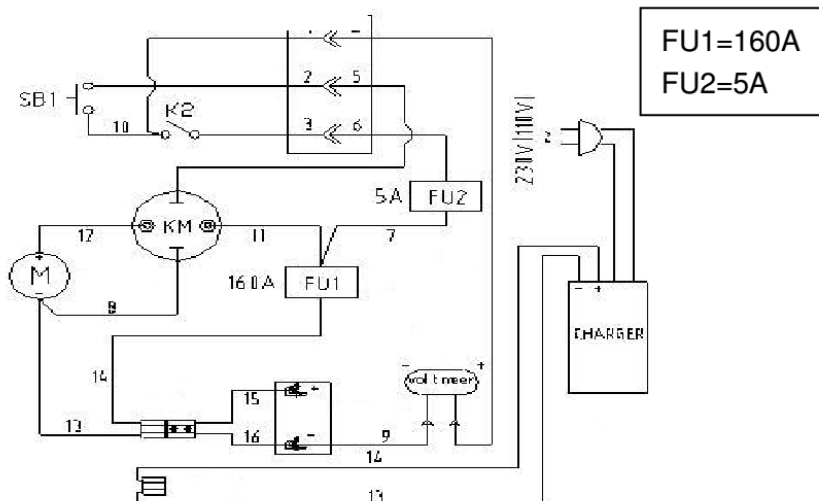 FU1=160A
FU2=5A
2 5
SB1
K2
10
3 6
230V/110V
5A FU2
12 KM 11 7
M
160A FU1
8
CHARGER
14
- +
15 +
13
16 - 9
14
13